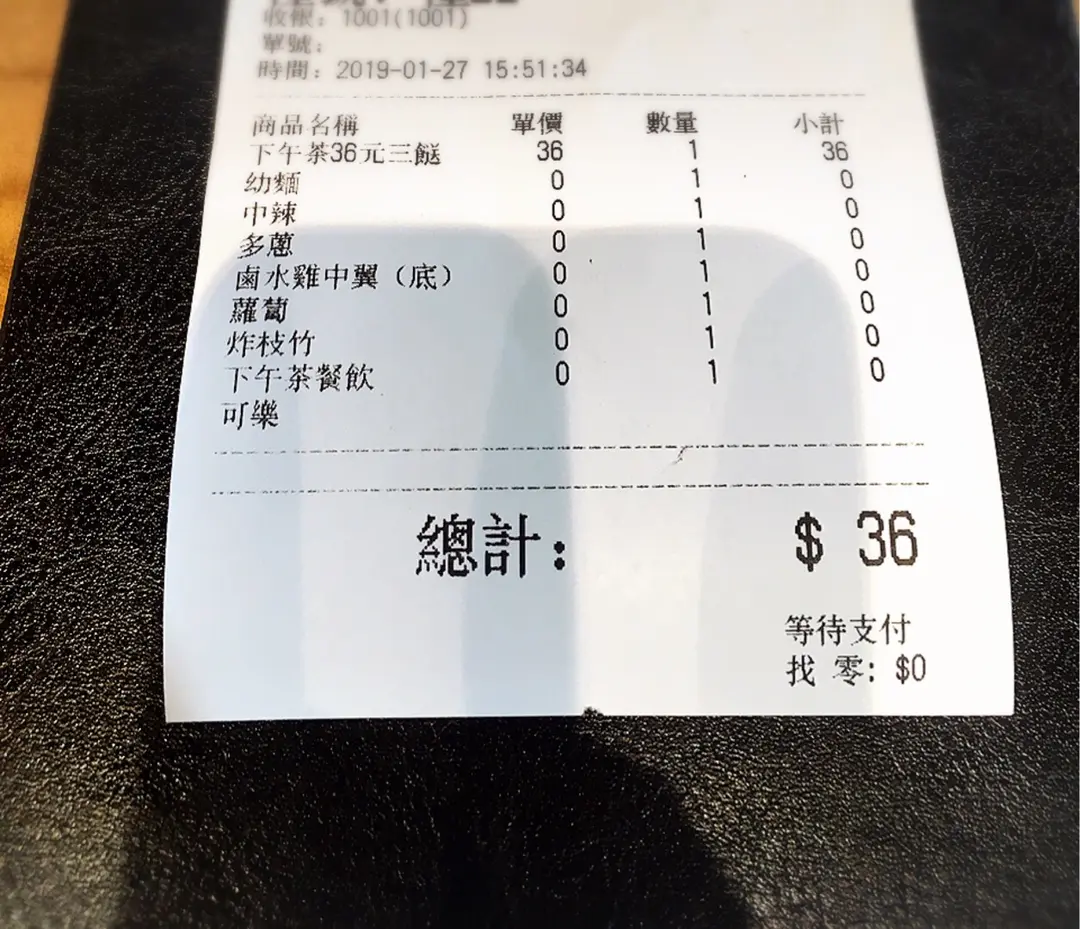 收銀: 1001(1001)
單號:
時間: 2019-01-27 15:51:34
商品名稱 單價 數量 小計
下午茶36元三餸 36 1 36
幼麵 0 1 0
中辣 0 1 0
多蔥 0 1 0
鹵水雞中翼（底） 0 1 0
蘿蔔 0 1 0
炸枝竹 0 1 0
下午茶餐飲 0 1 0
可樂
總計: $ 36
等待支付
找 零: $0